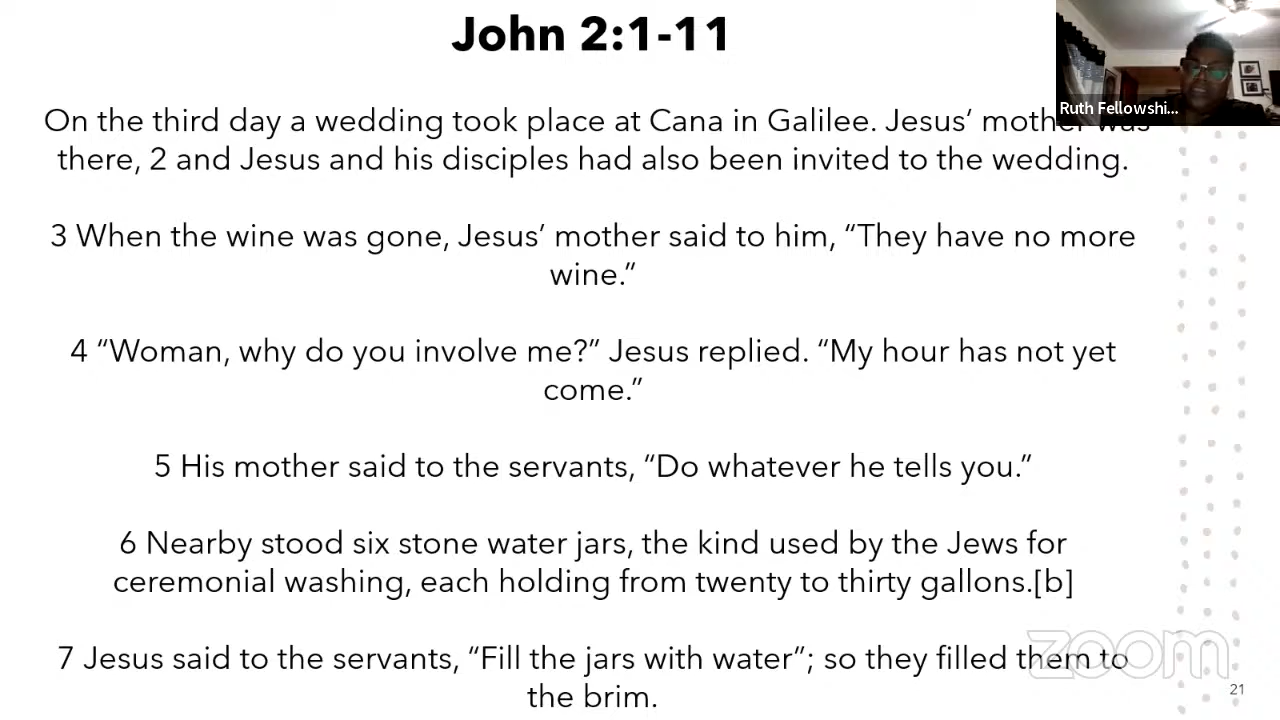 John 2:1-11
Ruth Fellowshi...
On the third day a wedding took place at Cana in Galilee. Jesus’ mother was
there, 2 and Jesus and his disciples had also been invited to the wedding.
3 When the wine was gone, Jesus’ mother said to him, “They have no more
wine.”
4 “Woman, why do you involve me?” Jesus replied. “My hour has not yet
come.”
5 His mother said to the servants, “Do whatever he tells you.”
6 Nearby stood six stone water jars, the kind used by the Jews for
ceremonial washing, each holding from twenty to thirty gallons.[b]
7 Jesus said to the servants, “Fill the jars with water”; so they filled them to
the brim.
zoom
21